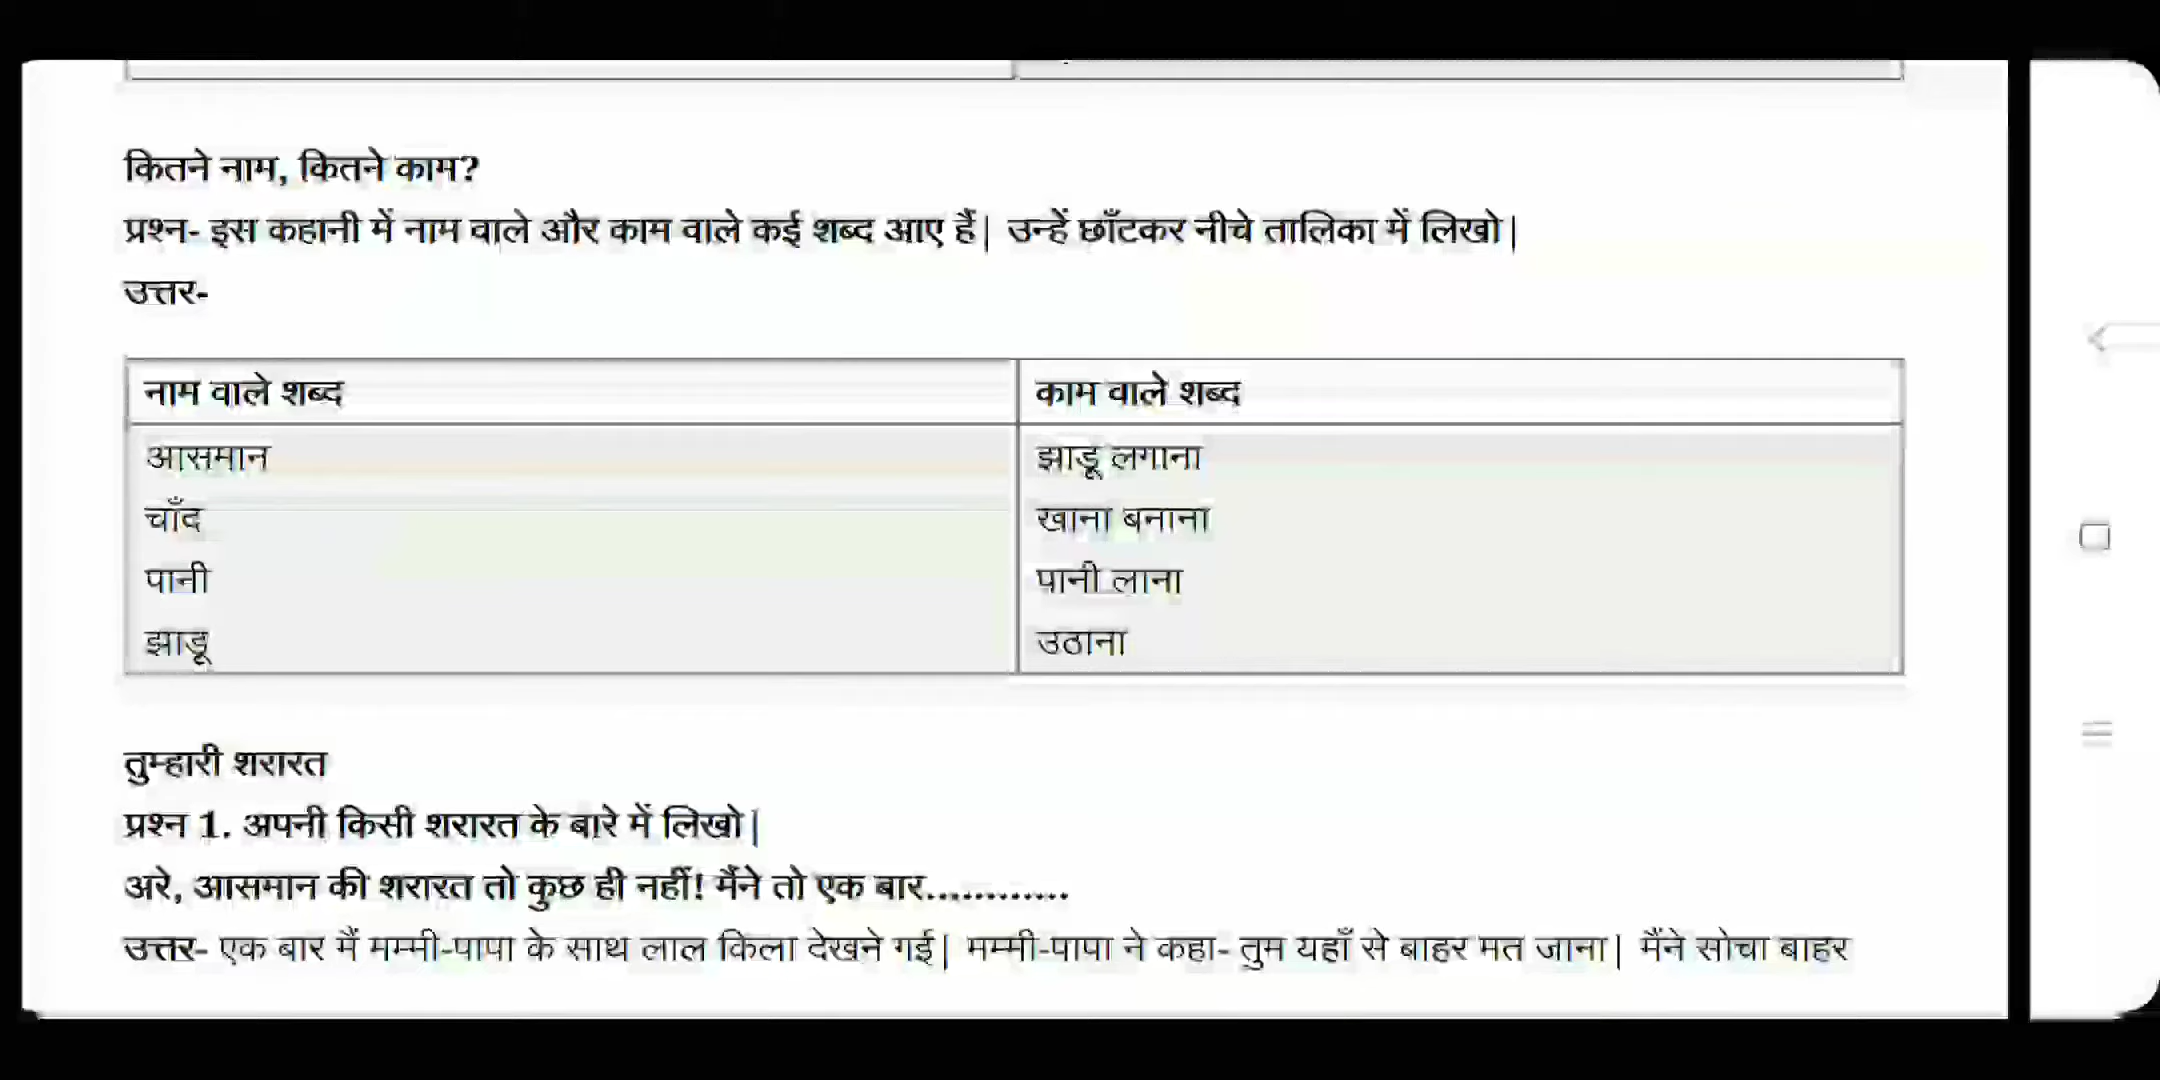 कितने नाम, कितने काम?
प्रश्न- इस कहानी में नाम वाले और काम वाले कई शब्द आए हैं| उन्हें छाँटकर नीचे तालिका में लिखो|
उत्तर-
नाम वाले शब्द काम वाले शब्द
आसमान झाडू लगाना
चाँद खाना बनाना
पानी पानी लाना
झाडू उठाना
तुम्हारी शरारत
प्रश्न 1. अपनी किसी शरारत के बारे में लिखो|
अरे, आसमान की शरारत तो कुछ ही नहीं! मैंने तो एक बार............
उत्तर- एक बार मैं मम्मी-पापा के साथ लाल किला देखने गई| मम्मी-पापा ने कहा- तुम यहाँ से बाहर मत जाना| मैंने सोचा बाहर